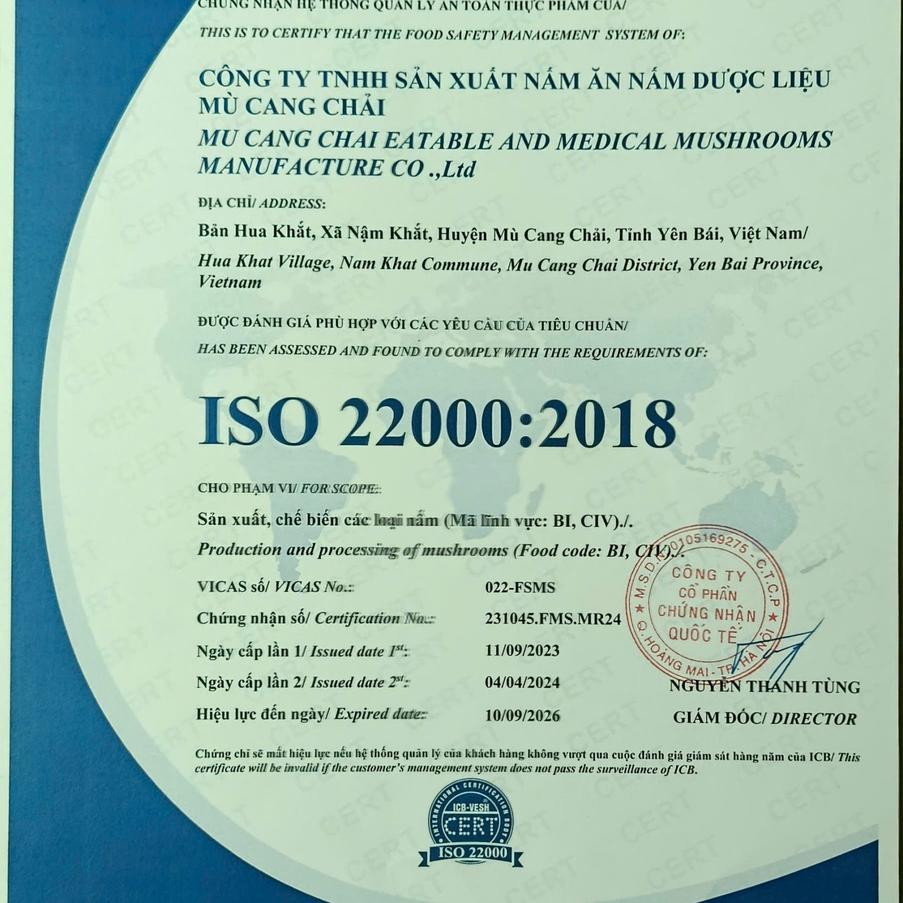 CHỨNG NHẬN HỆ THỐNG QUẢN LÝ AN TOÀN THỰC PHẨM CỦA/
THIS IS TO CERTIFY THAT THE FOOD SAFETY MANAGEMENT SYSTEM OF:
CÔNG TY TNHH SẢN XUẤT NẤM ĂN NẤM DƯỢC LIỆU
MÙ CANG CHẢI
MU CANG CHAI EATABLE AND MEDICAL MUSHROOMS
MANUFACTURE CO .,Ltd
ĐỊA CHỈ/ ADDRESS:
Bản Hua Khắt, Xã Nậm Khắt, Huyện Mù Cang Chải, Tỉnh Yên Bái, Việt Nam/
Hua Khat Village, Nam Khat Commune, Mu Cang Chai District, Yen Bai Province,
Vietnam
ĐƯỢC ĐÁNH GIÁ PHÙ HỢP VỚI CÁC YÊU CẦU CỦA TIÊU CHUẨN/
HAS BEEN ASSESSED AND FOUND TO COMPLY WITH THE REQUIREMENTS OF:
ISO 22000:2018
CHO PHẠM VI/ FOR SCOPE:
Sản xuất, chế biến các loại nấm (Mã lĩnh vực: BI, CIV)./.
Production and processing of mushrooms (Food code: BI, CIV)./.
VICAS số/ VICAS No.: 022-FSMS
Chứng nhận số/ Certification No.: 231045.FMS.MR24
Ngày cấp lần 1/ Issued date 1st: 11/09/2023
Ngày cấp lần 2/ Issued date 2st: 04/04/2024
Hiệu lực đến ngày/ Expired date: 10/09/2026
M.S.D.N:0105169275 - C.T.C.P
CÔNG TY
CỔ PHẦN
CHỨNG NHẬN
QUỐC TẾ
Q. HOÀNG MAI - TP. HÀ NỘI
NGUYỄN THÀNH TÙNG
GIÁM ĐỐC/ DIRECTOR
Chứng chỉ sẽ mất hiệu lực nếu hệ thống quản lý của khách hàng không vượt qua cuộc đánh giá giám sát hàng năm của ICB/ This
certificate will be invalid if the customer's management system does not pass the surveillance of ICB.
INTERNATIONAL CERTIFICATION BODY
ICB-VESH
CERT
ISO 22000